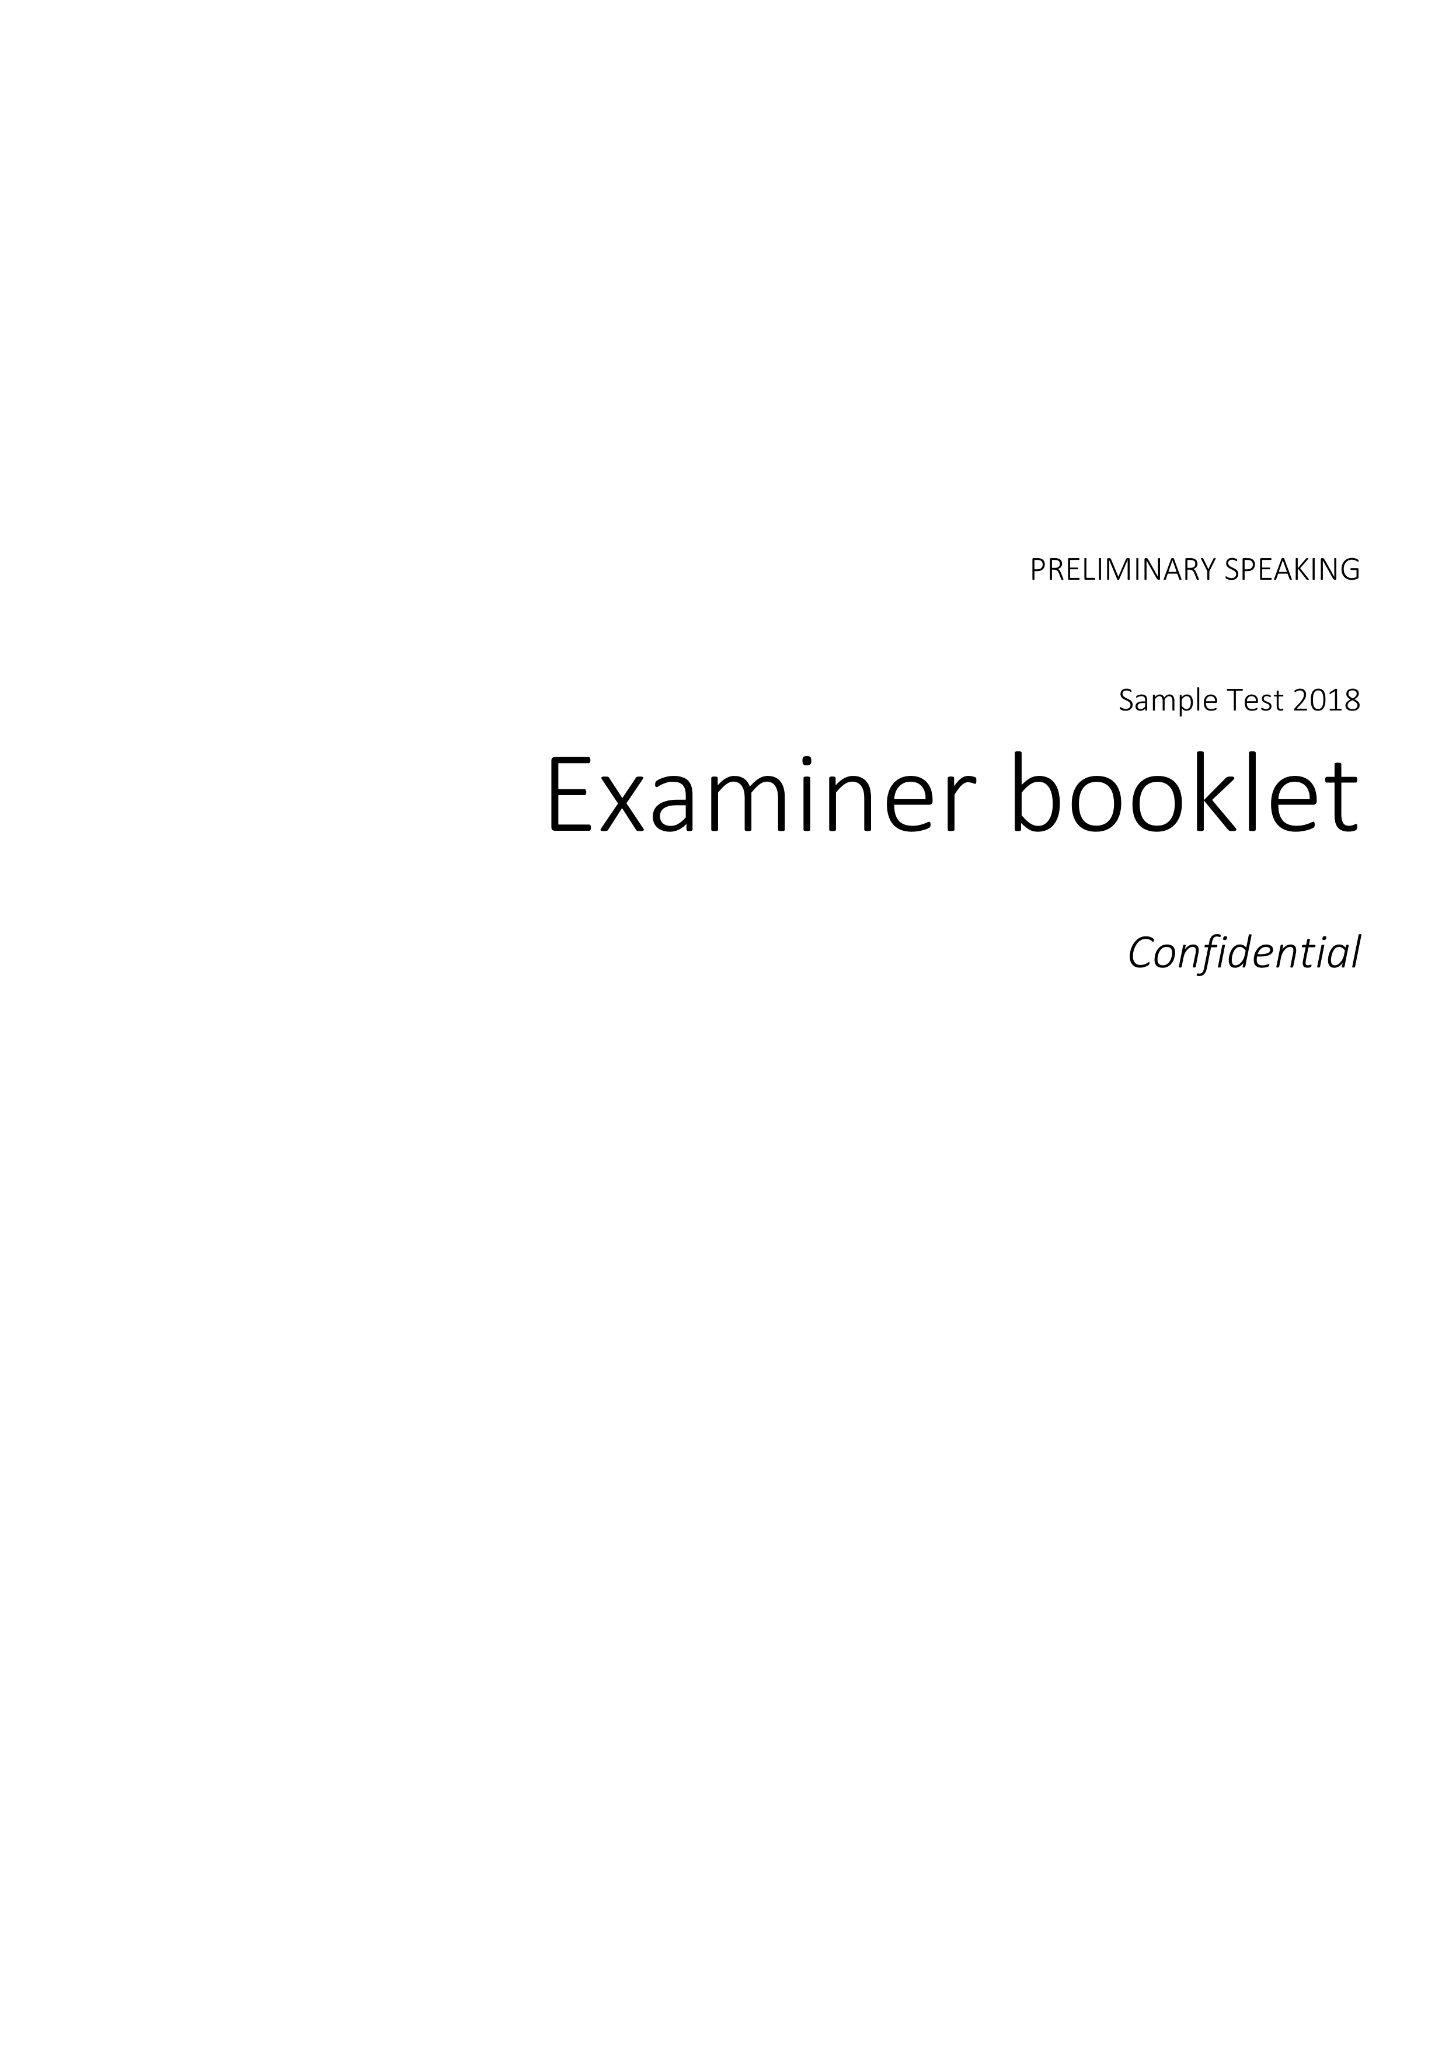 PRELIMINARY SPEAKING
Sample Test 2018
Examiner booklet
Confidential